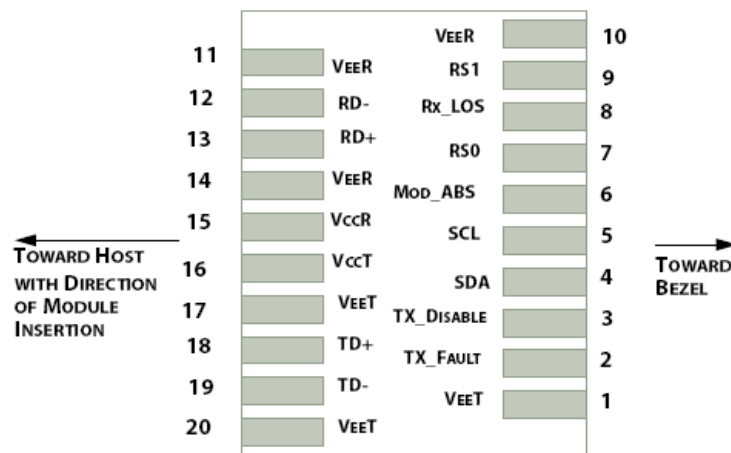 11 VEER
12 RD-
13 RD+
14 VEER
15 VCCR
16 VCCT
17 VEET
18 TD+
19 TD-
20 VEET
VEER 10
RS1 9
RX_LOS 8
RS0 7
MOD_ABS 6
SCL 5
SDA 4
TX_DISABLE 3
TX_FAULT 2
VEET 1
TOWARD HOST
WITH DIRECTION
OF MODULE
INSERTION
TOWARD
BEZEL